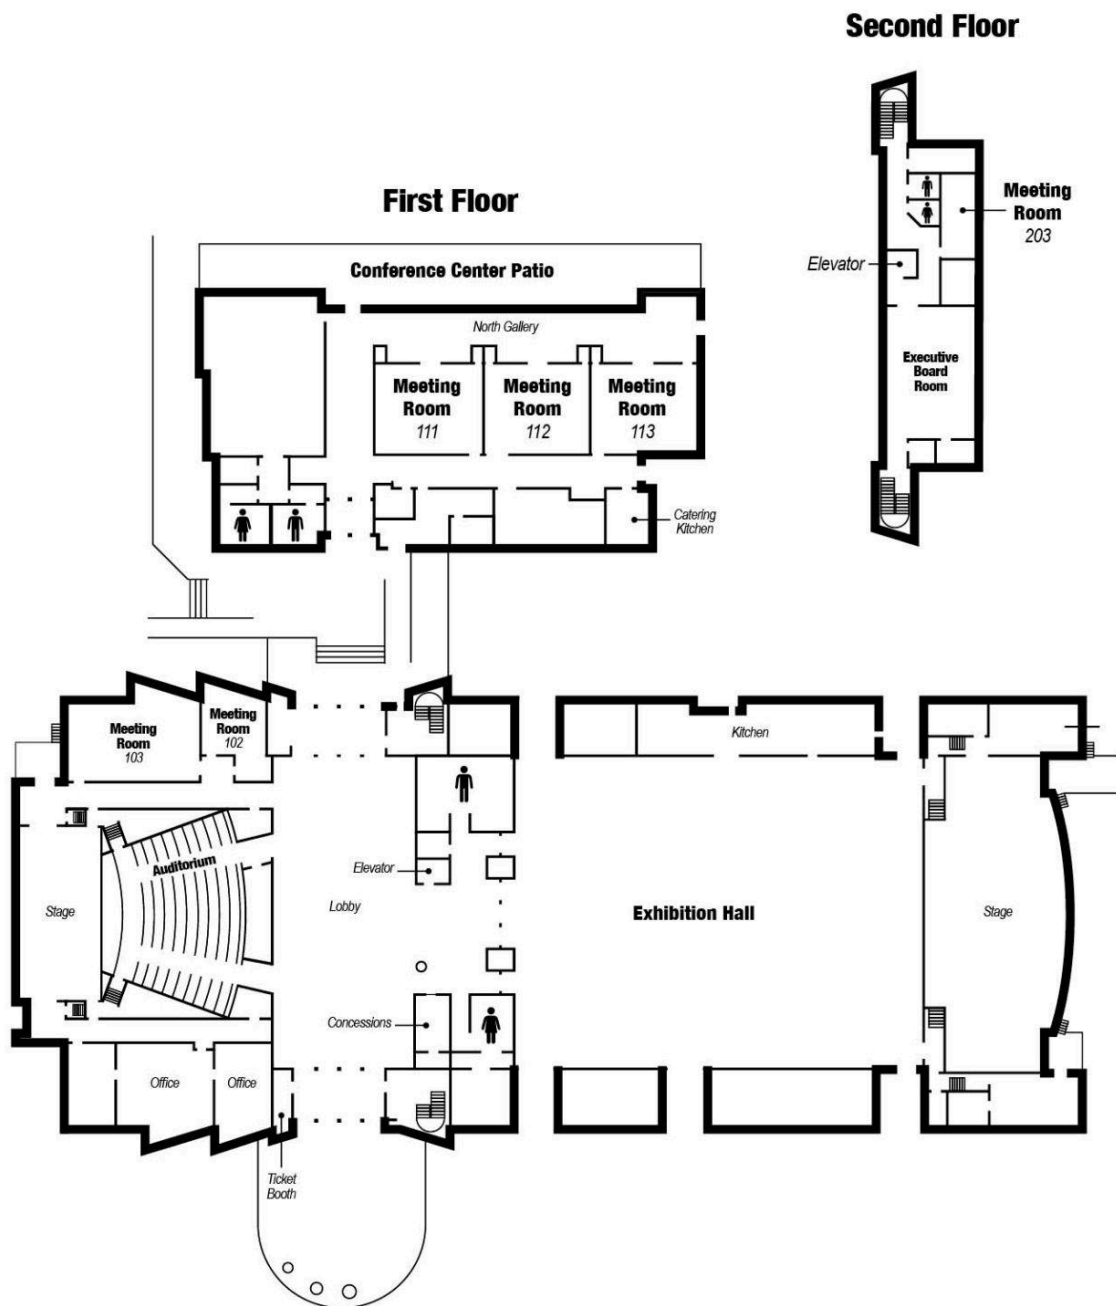 Second Floor
Meeting
Room
203
Elevator
Executive
Board
Room
First Floor
Conference Center Patio
North Gallery
Meeting
Room
111
Meeting
Room
112
Meeting
Room
113
Catering
Kitchen
Meeting
Room
103
Meeting
Room
102
Kitchen
Auditorium
Elevator
Stage
Lobby
Exhibition Hall
Stage
Concessions
Office
Office
Ticket
Booth